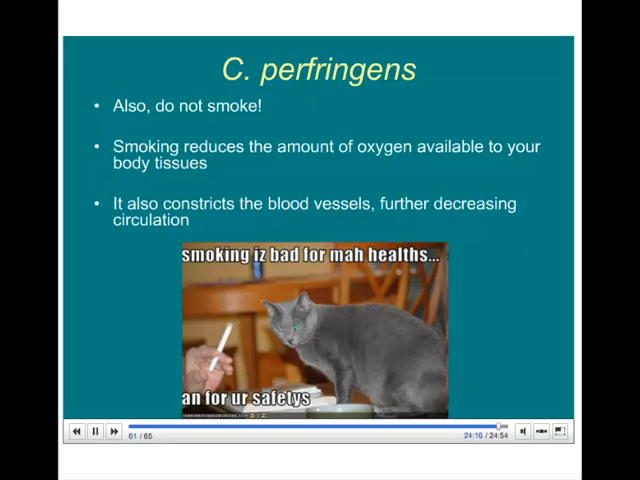 C. perfringens
• Also, do not smoke!
• Smoking reduces the amount of oxygen available to your
body tissues
• It also constricts the blood vessels, further decreasing
circulation
smoking iz bad for mah healths...
an for ur safetys
61 / 65
24:16 / 24:54